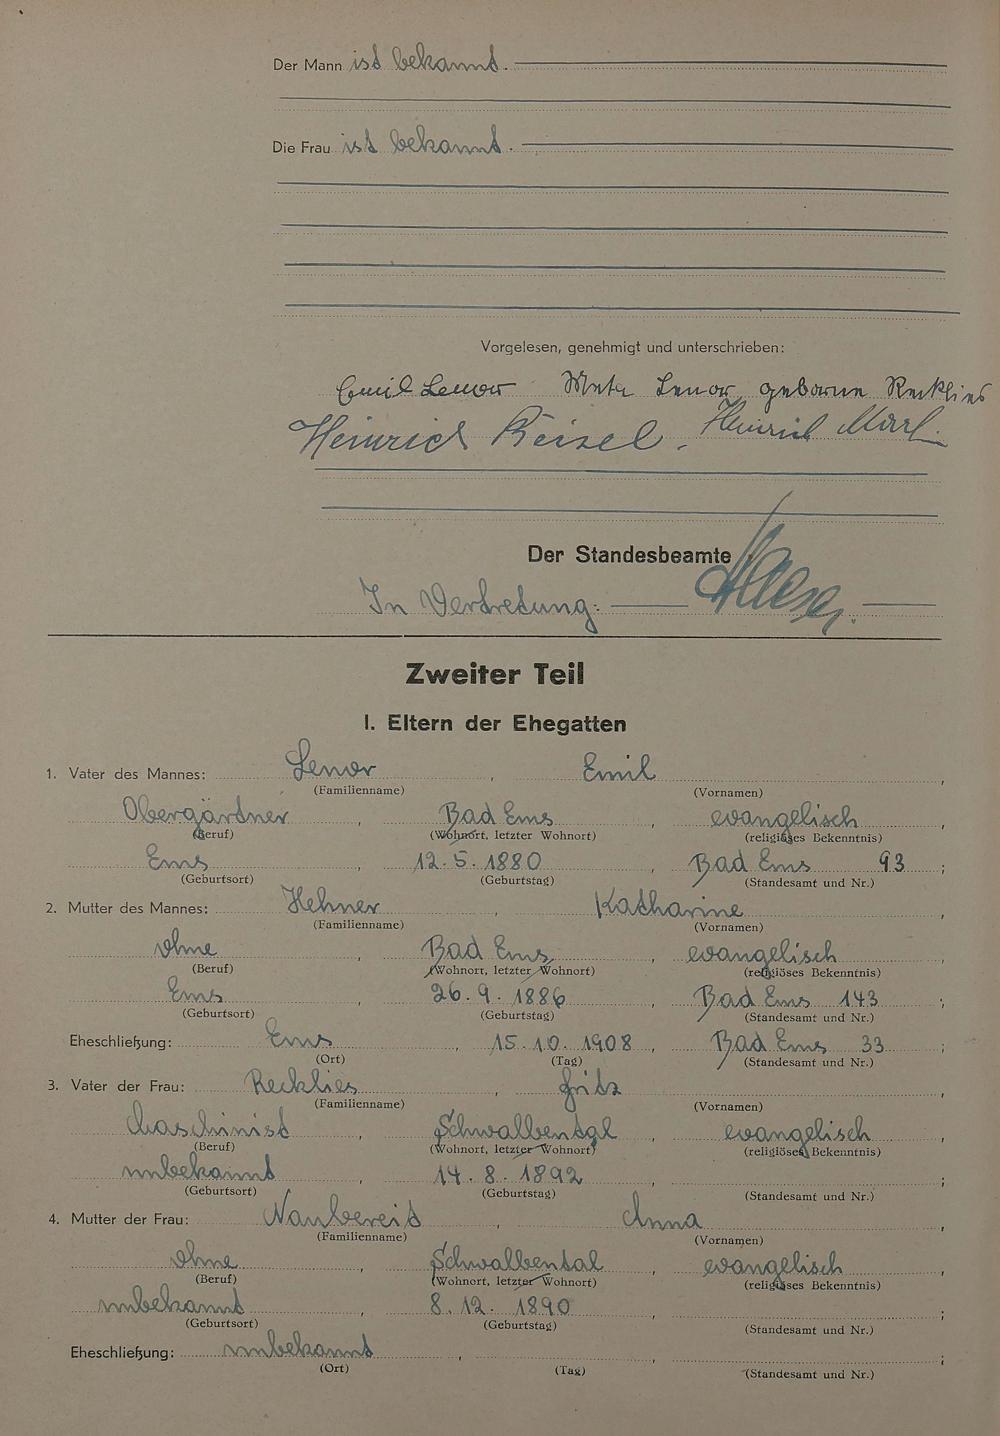 Der Mann ist bekannt.
Die Frau ist bekannt.
Vorgelesen, genehmigt und unterschrieben:
Emil Lenor Meta Lenor geborne Recklies
Heinrich Beisel. Heinrich
Der Standesbeamte
In Vertretung:
Zweiter Teil
I. Eltern der Ehegatten
1. Vater des Mannes: Lenor, Emil,
(Familienname) (Vornamen)
Obergärtner, Bad Ems, evangelisch,
(Beruf) (Wohnort, letzter Wohnort) (religiöses Bekenntnis)
Ems, 12.5.1880, Bad Ems 93;
(Geburtsort) (Geburtstag) (Standesamt und Nr.)
2. Mutter des Mannes: Hehner, Katharine,
(Familienname) (Vornamen)
ohne, Bad Ems, evangelisch,
(Beruf) (Wohnort, letzter Wohnort) (religiöses Bekenntnis)
Ems, 26.9.1886, Bad Ems 143;
(Geburtsort) (Geburtstag) (Standesamt und Nr.)
Eheschließung: Ems, 15.10.1908, Bad Ems 33;
(Ort) (Tag) (Standesamt und Nr.)
3. Vater der Frau: Recklies, Fritz
(Familienname) (Vornamen)
Maschinist, Schwalbentgl, evangelisch,
(Beruf) (Wohnort, letzter Wohnort) (religiöses Bekenntnis)
unbekannt, 14.8.1892, ;
(Geburtsort) (Geburtstag) (Standesamt und Nr.)
4. Mutter der Frau: Naubereit, Anna,
(Familienname) (Vornamen)
ohne, Schwalbental, evangelisch,
(Beruf) (Wohnort, letzter Wohnort) (religiöses Bekenntnis)
unbekannt, 8.12.1890, ;
(Geburtsort) (Geburtstag) (Standesamt und Nr.)
Eheschließung: unbekannt, , ;
(Ort) (Tag) (Standesamt und Nr.)